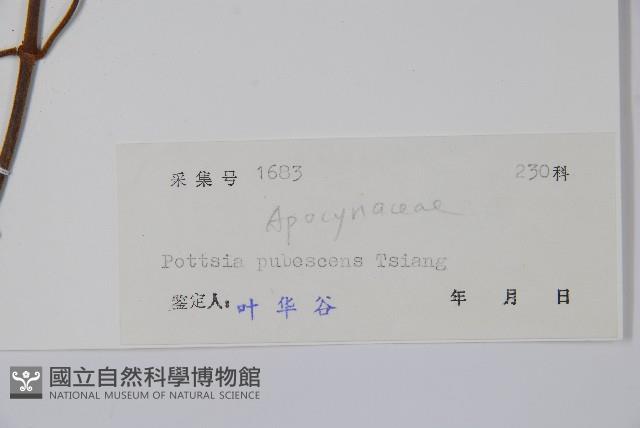 采集号 1683 230科
Apocynaceae
Pottsia pubescens Tsiang
鉴定人: 叶华谷 年 月 日
國立自然科學博物館
NATIONAL MUSEUM OF NATURAL SCIENCE